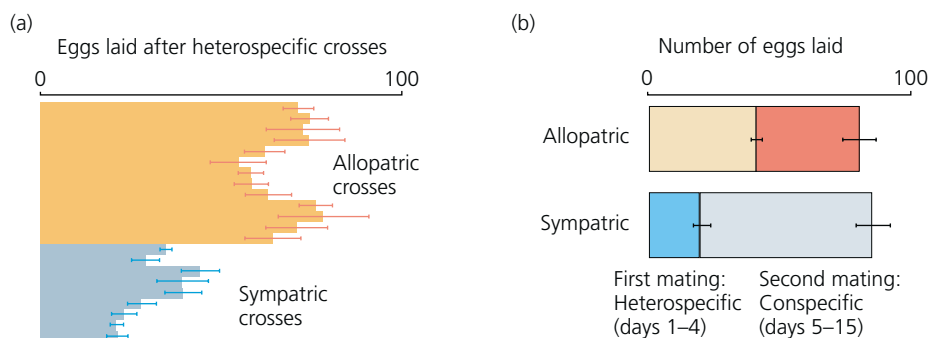 (a)
Eggs laid after heterospecific crosses
0 100
Allopatric
crosses
Sympatric
crosses
(b)
Number of eggs laid
0 100
Allopatric
Sympatric
First mating:
Heterospecific
(days 1–4)
Second mating:
Conspecific
(days 5–15)